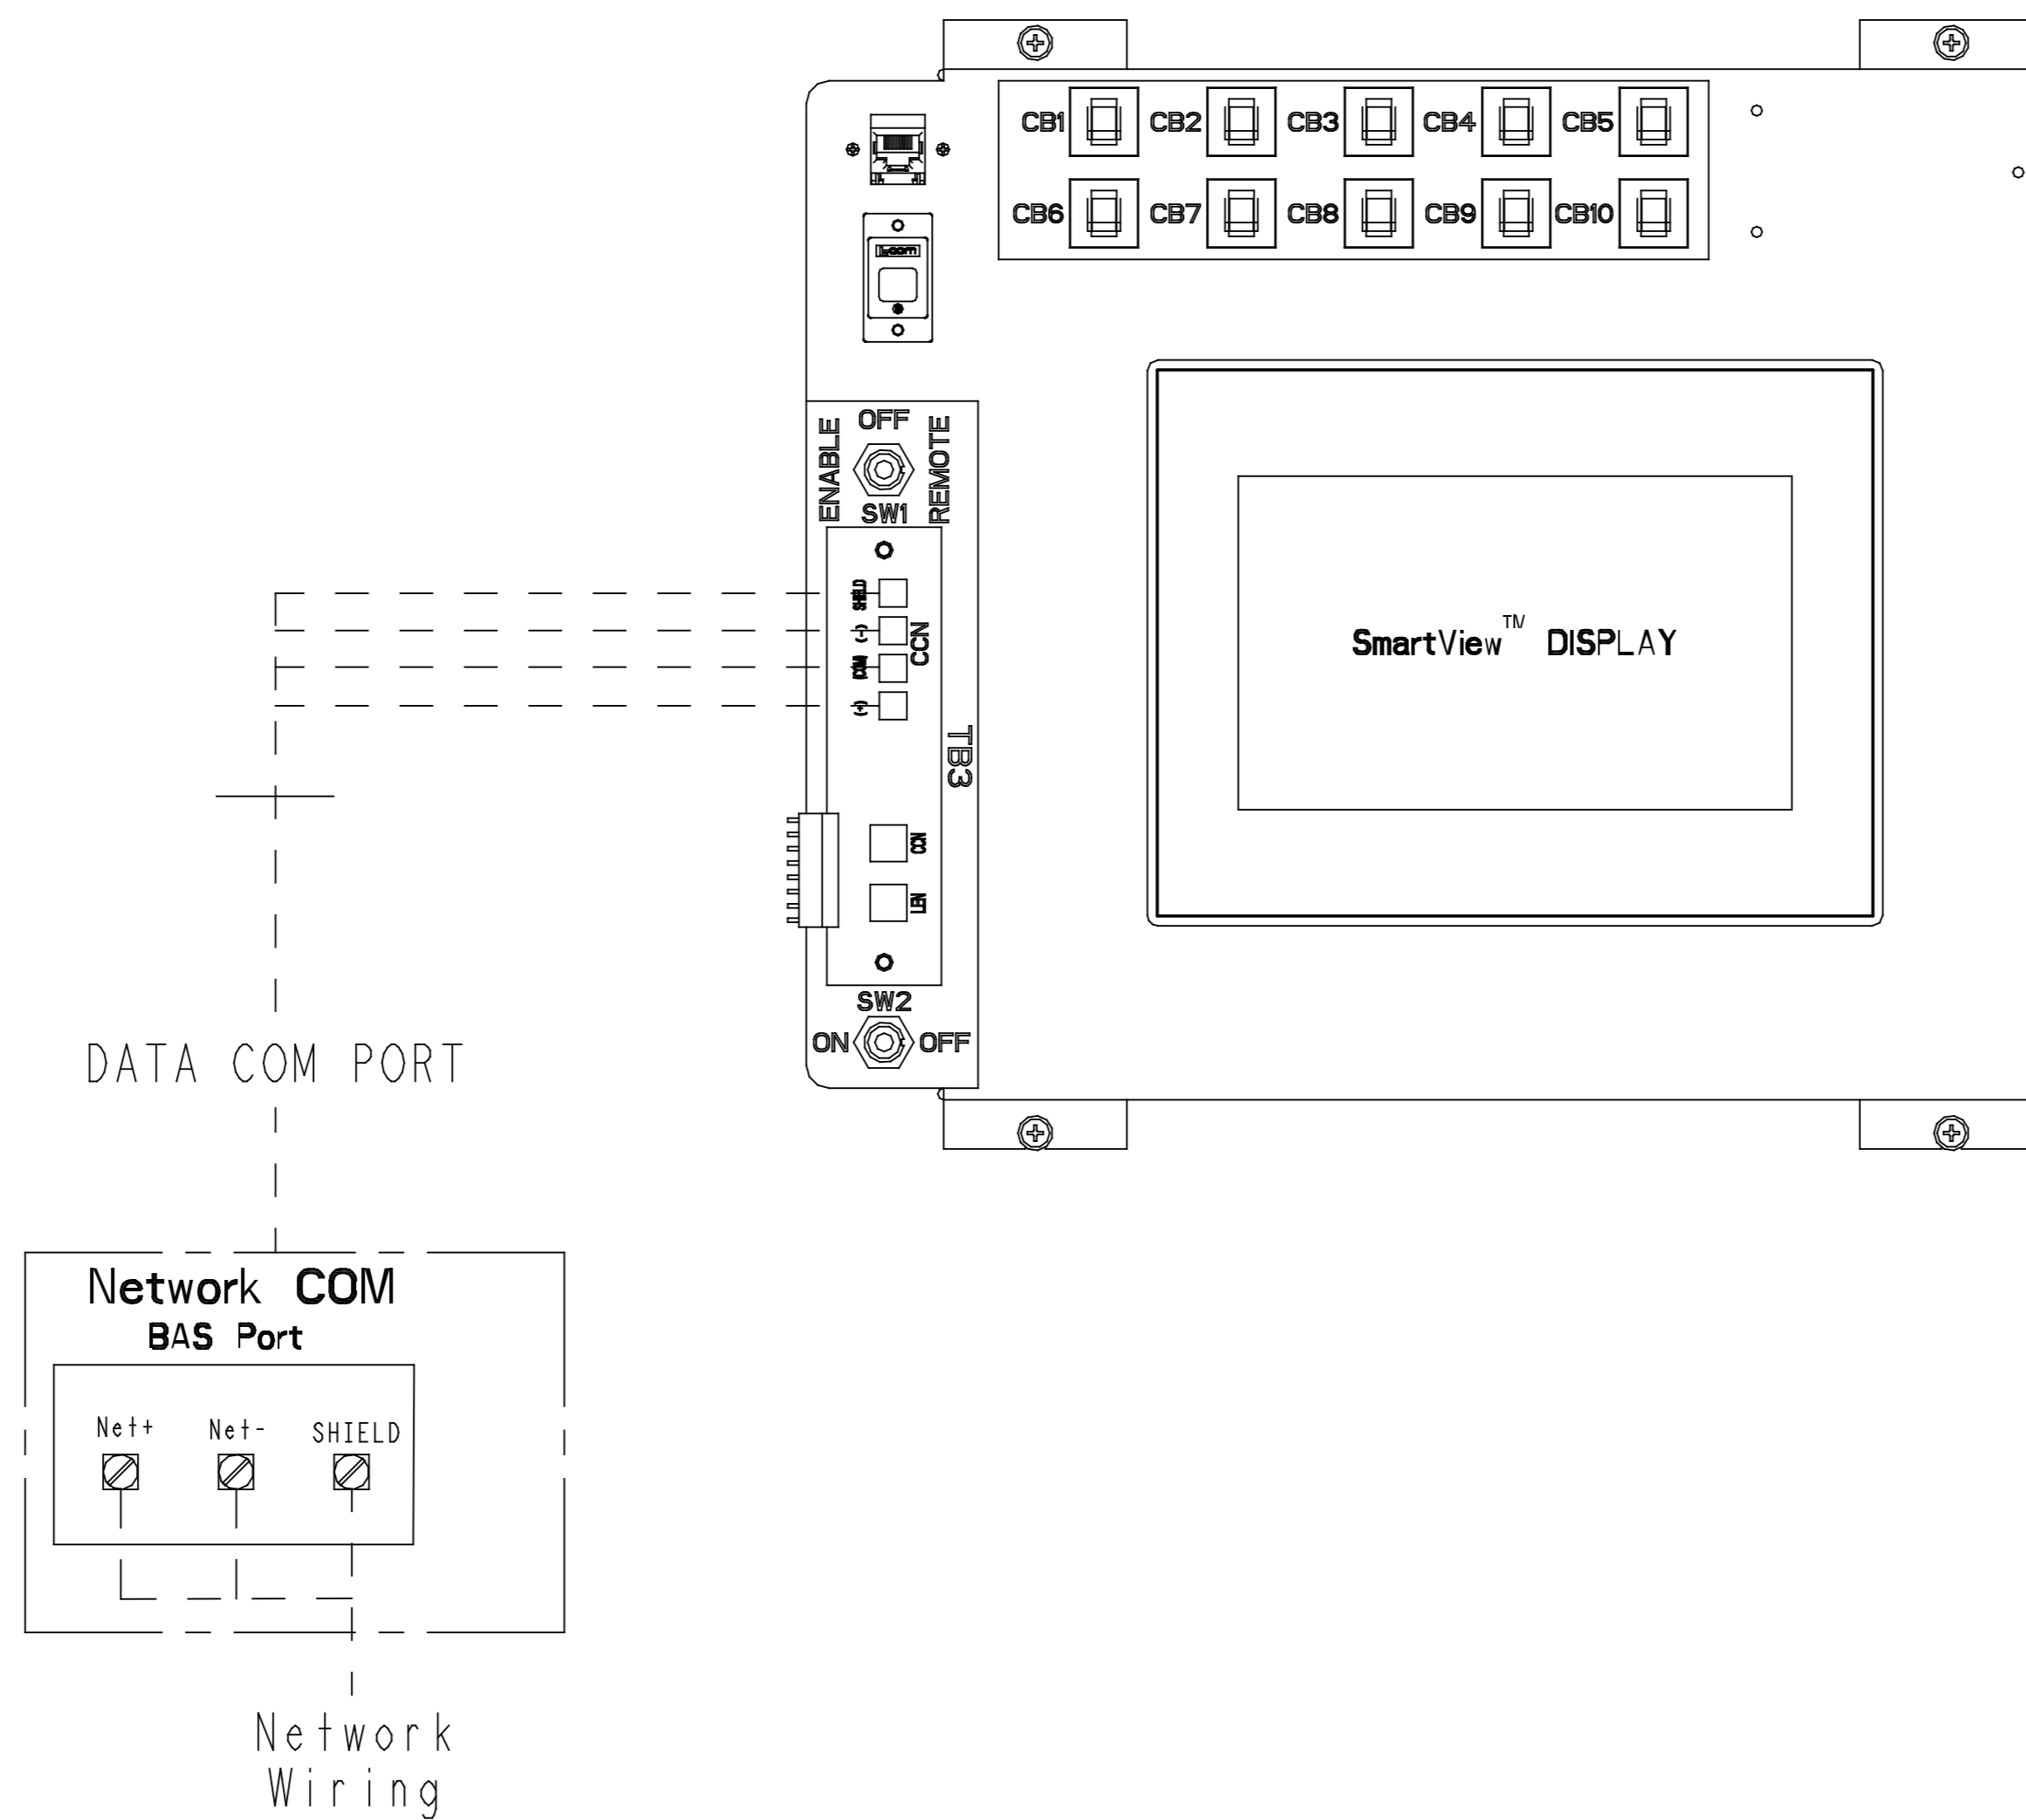 CB1 CB2 CB3 CB4 CB5
CB6 CB7 CB8 CB9 CB10
OFF
ENABLE
REMOTE
SW1
SHIELD
(-)
(COM)
(+)
CCN
TB3
CCN
LEN
SW2
ON OFF
SmartView™ DISPLAY
DATA COM PORT
Network COM
BAS Port
Net+ Net- SHIELD
Network
Wiring